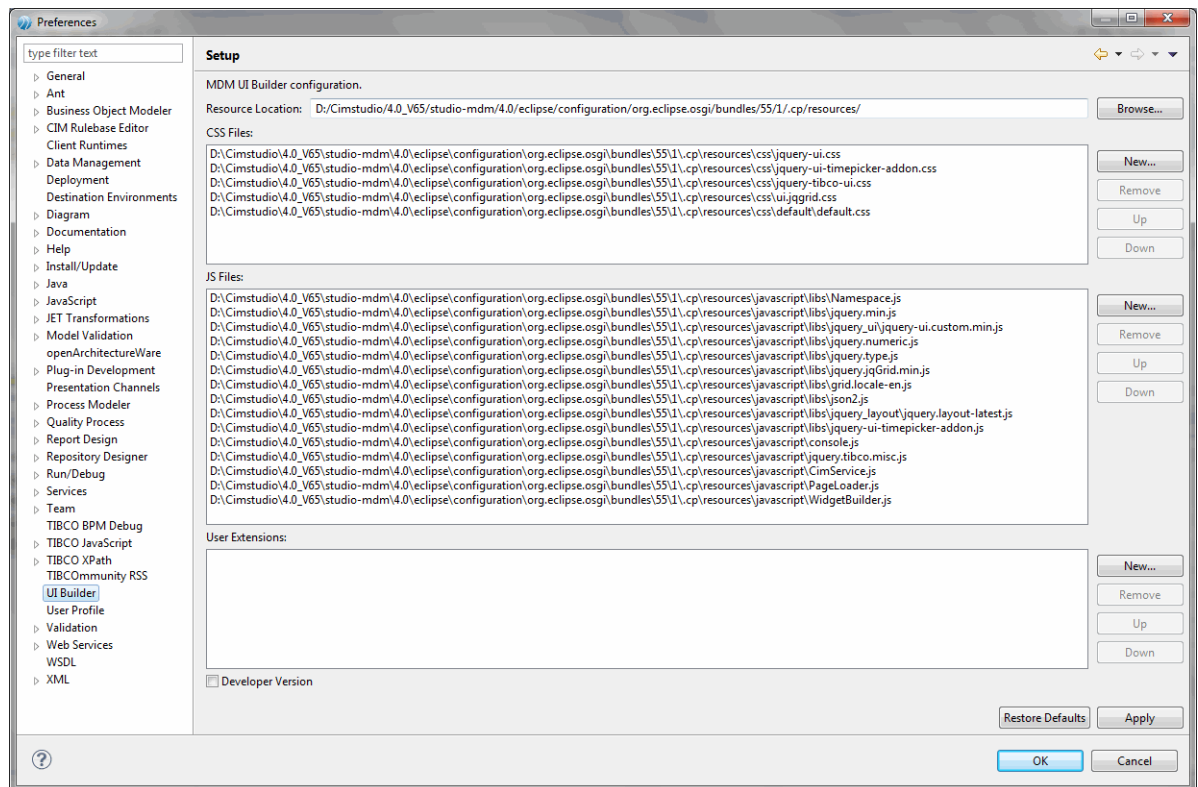 Preferences
type filter text
General
Ant
Business Object Modeler
CIM Rulebase Editor
Client Runtimes
Data Management
Deployment
Destination Environments
Diagram
Documentation
Help
Install/Update
Java
JavaScript
JET Transformations
Model Validation
openArchitectureWare
Plug-in Development
Presentation Channels
Process Modeler
Quality Process
Report Design
Repository Designer
Run/Debug
Services
Team
TIBCO BPM Debug
TIBCO JavaScript
TIBCO XPath
TIBCOmmunity RSS
UI Builder
User Profile
Validation
Web Services
WSDL
XML
Setup
MDM UI Builder configuration.
Resource Location: D:/Cimstudio/4.0_V65/studio-mdm/4.0/eclipse/configuration/org.eclipse.osgi/bundles/55/1/.cp/resources/ Browse...
CSS Files:
D:\Cimstudio\4.0_V65\studio-mdm\4.0\eclipse\configuration\org.eclipse.osgi\bundles\55\1\.cp\resources\css\jquery-ui.css
D:\Cimstudio\4.0_V65\studio-mdm\4.0\eclipse\configuration\org.eclipse.osgi\bundles\55\1\.cp\resources\css\jquery-ui-timepicker-addon.css
D:\Cimstudio\4.0_V65\studio-mdm\4.0\eclipse\configuration\org.eclipse.osgi\bundles\55\1\.cp\resources\css\jquery-tibco-ui.css
D:\Cimstudio\4.0_V65\studio-mdm\4.0\eclipse\configuration\org.eclipse.osgi\bundles\55\1\.cp\resources\css\ui.jqgrid.css
D:\Cimstudio\4.0_V65\studio-mdm\4.0\eclipse\configuration\org.eclipse.osgi\bundles\55\1\.cp\resources\css\default\default.css
New...
Remove
Up
Down
JS Files:
D:\Cimstudio\4.0_V65\studio-mdm\4.0\eclipse\configuration\org.eclipse.osgi\bundles\55\1\.cp\resources\javascript\libs\Namespace.js
D:\Cimstudio\4.0_V65\studio-mdm\4.0\eclipse\configuration\org.eclipse.osgi\bundles\55\1\.cp\resources\javascript\libs\jquery.min.js
D:\Cimstudio\4.0_V65\studio-mdm\4.0\eclipse\configuration\org.eclipse.osgi\bundles\55\1\.cp\resources\javascript\libs\jquery_ui\jquery-ui.custom.min.js
D:\Cimstudio\4.0_V65\studio-mdm\4.0\eclipse\configuration\org.eclipse.osgi\bundles\55\1\.cp\resources\javascript\libs\jquery.numeric.js
D:\Cimstudio\4.0_V65\studio-mdm\4.0\eclipse\configuration\org.eclipse.osgi\bundles\55\1\.cp\resources\javascript\libs\jquery.type.js
D:\Cimstudio\4.0_V65\studio-mdm\4.0\eclipse\configuration\org.eclipse.osgi\bundles\55\1\.cp\resources\javascript\libs\jquery.jqGrid.min.js
D:\Cimstudio\4.0_V65\studio-mdm\4.0\eclipse\configuration\org.eclipse.osgi\bundles\55\1\.cp\resources\javascript\libs\grid.locale-en.js
D:\Cimstudio\4.0_V65\studio-mdm\4.0\eclipse\configuration\org.eclipse.osgi\bundles\55\1\.cp\resources\javascript\libs\json2.js
D:\Cimstudio\4.0_V65\studio-mdm\4.0\eclipse\configuration\org.eclipse.osgi\bundles\55\1\.cp\resources\javascript\libs\jquery_layout\jquery.layout-latest.js
D:\Cimstudio\4.0_V65\studio-mdm\4.0\eclipse\configuration\org.eclipse.osgi\bundles\55\1\.cp\resources\javascript\libs\jquery-ui-timepicker-addon.js
D:\Cimstudio\4.0_V65\studio-mdm\4.0\eclipse\configuration\org.eclipse.osgi\bundles\55\1\.cp\resources\javascript\console.js
D:\Cimstudio\4.0_V65\studio-mdm\4.0\eclipse\configuration\org.eclipse.osgi\bundles\55\1\.cp\resources\javascript\jquery.tibco.misc.js
D:\Cimstudio\4.0_V65\studio-mdm\4.0\eclipse\configuration\org.eclipse.osgi\bundles\55\1\.cp\resources\javascript\CimService.js
D:\Cimstudio\4.0_V65\studio-mdm\4.0\eclipse\configuration\org.eclipse.osgi\bundles\55\1\.cp\resources\javascript\PageLoader.js
D:\Cimstudio\4.0_V65\studio-mdm\4.0\eclipse\configuration\org.eclipse.osgi\bundles\55\1\.cp\resources\javascript\WidgetBuilder.js
New...
Remove
Up
Down
User Extensions:
New...
Remove
Up
Down
Developer Version
Restore Defaults Apply
OK Cancel